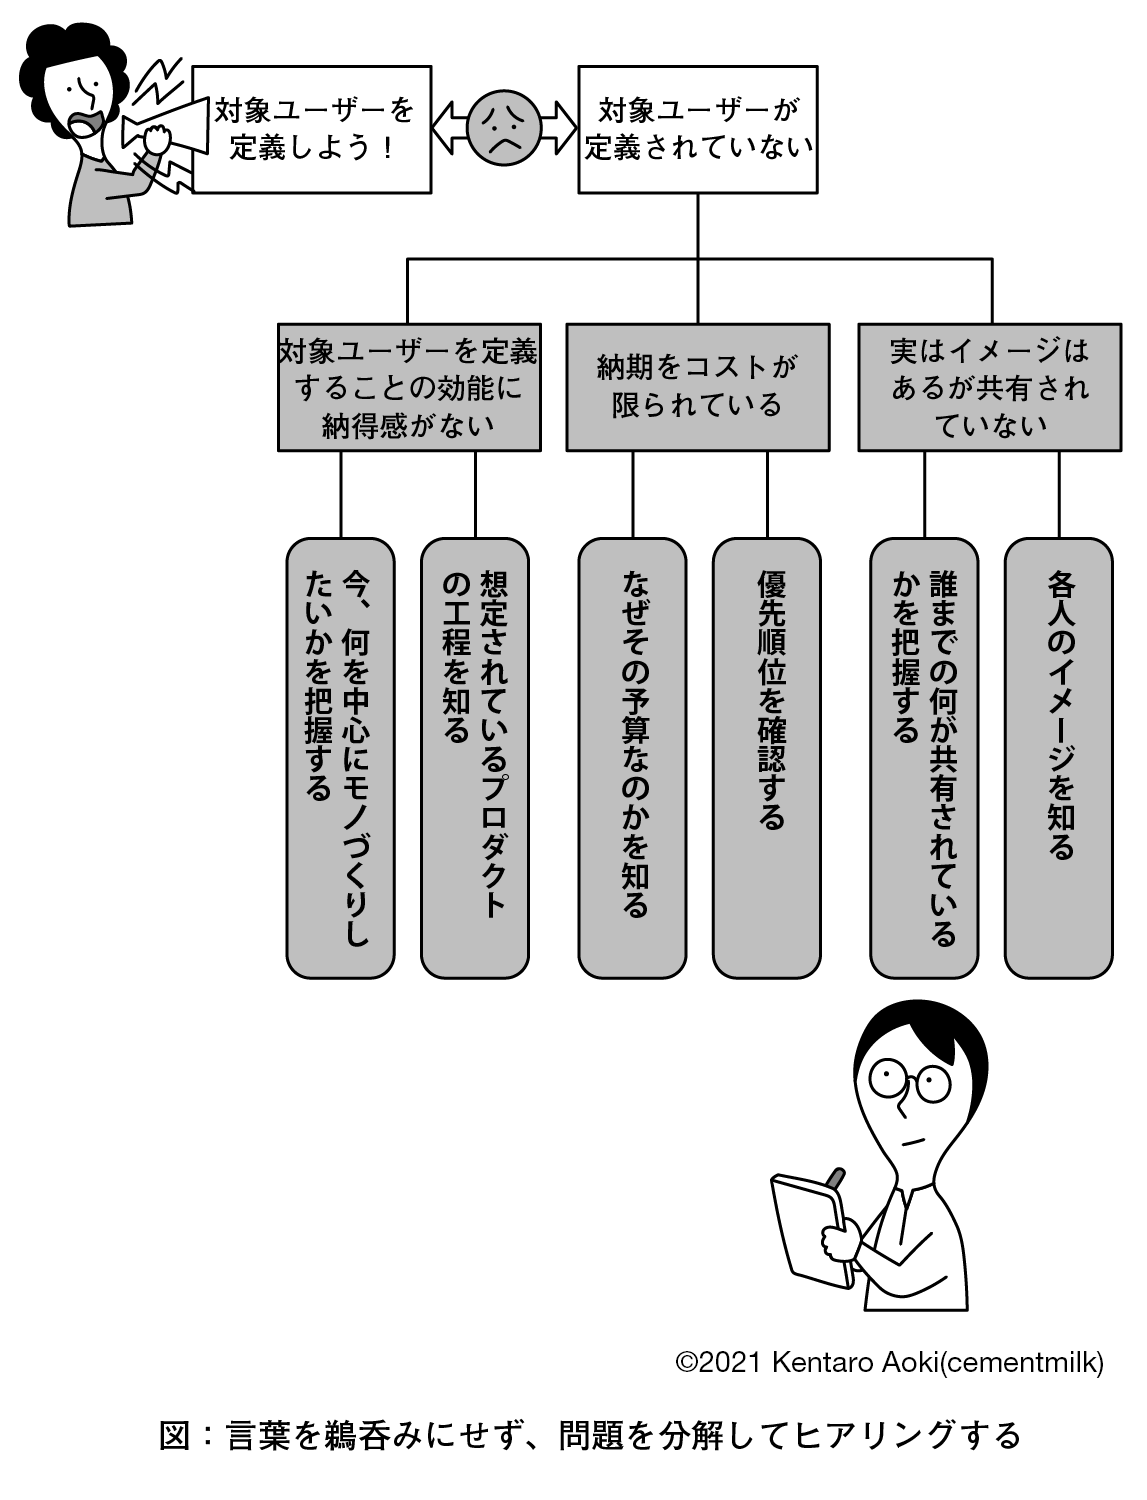 対象ユーザーを
定義しよう！
対象ユーザーが
定義されていない
対象ユーザーを定義
することの効能に
納得感がない
納期をコストが
限られている
実はイメージは
あるが共有され
ていない
今、何を中心にモノづくりし
たいかを把握する
想定されているプロダクト
の工程を知る
なぜその予算なのかを知る
優先順位を確認する
誰までの何が共有されている
かを把握する
各人のイメージを知る
©2021 Kentaro Aoki(cementmilk)
図：言葉を鵜呑みにせず、問題を分解してヒアリングする